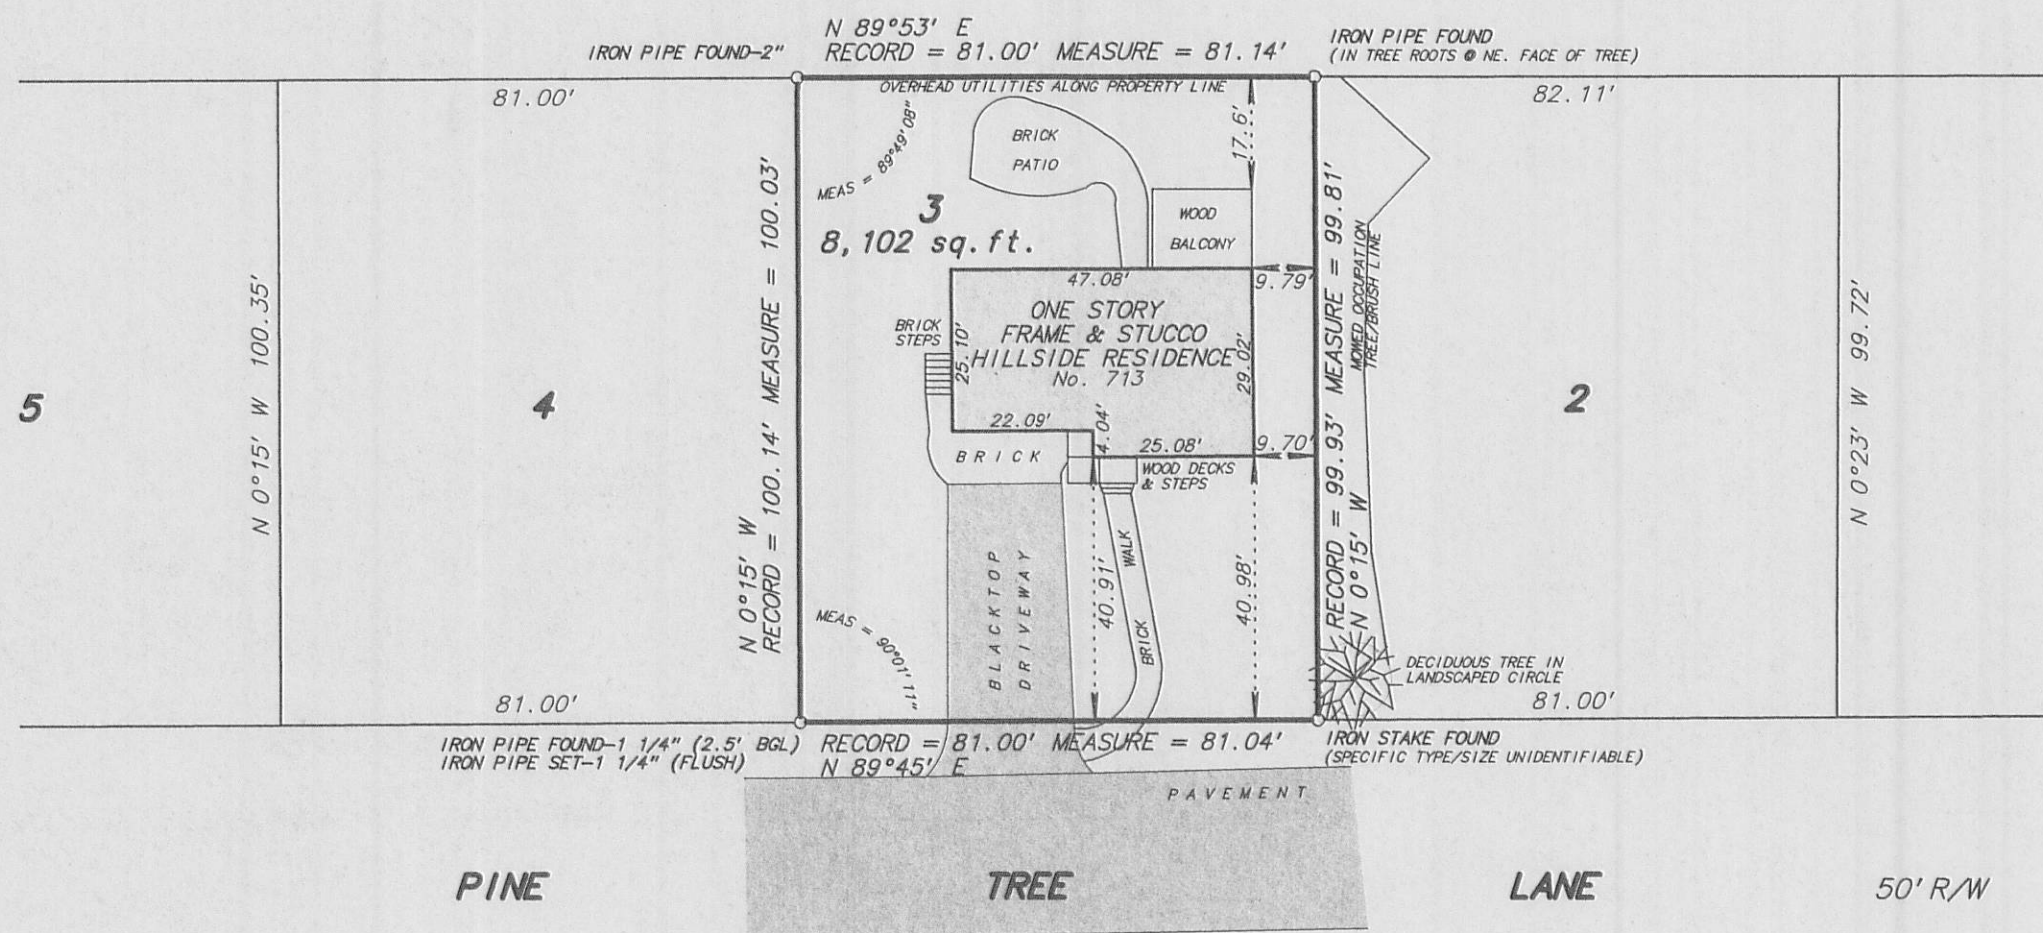 N 89°53' E
IRON PIPE FOUND-2"
RECORD = 81.00' MEASURE = 81.14'
IRON PIPE FOUND
(IN TREE ROOTS @ NE. FACE OF TREE)
81.00'
OVERHEAD UTILITIES ALONG PROPERTY LINE
82.11'
MEAS = 89°49'08"
BRICK
PATIO
17.6'
3
8,102 sq.ft.
WOOD
BALCONY
N 0°15' W 100.35'
N 0°15' W
RECORD = 100.14' MEASURE = 100.03'
47.08'
9.79'
ONE STORY
FRAME & STUCCO
HILLSIDE RESIDENCE
No. 713
BRICK
STEPS
25.10'
29.02'
RECORD = 99.93' MEASURE = 99.81'
N 0°15' W
MOWED OCCUPATION
TREE/BRUSH LINE
N 0°23' W 99.72'
5
4
2
22.09'
4.04'
25.08'
9.70'
BRICK
WOOD DECKS
& STEPS
BLACKTOP
DRIVEWAY
40.91'
BRICK WALK
40.98'
MEAS = 90°01'11"
DECIDUOUS TREE IN
LANDSCAPED CIRCLE
81.00'
81.00'
IRON PIPE FOUND-1 1/4" (2.5' BGL)
IRON PIPE SET-1 1/4" (FLUSH)
RECORD = 81.00' MEASURE = 81.04'
N 89°45' E
IRON STAKE FOUND
(SPECIFIC TYPE/SIZE UNIDENTIFIABLE)
PAVEMENT
PINE TREE LANE 50' R/W